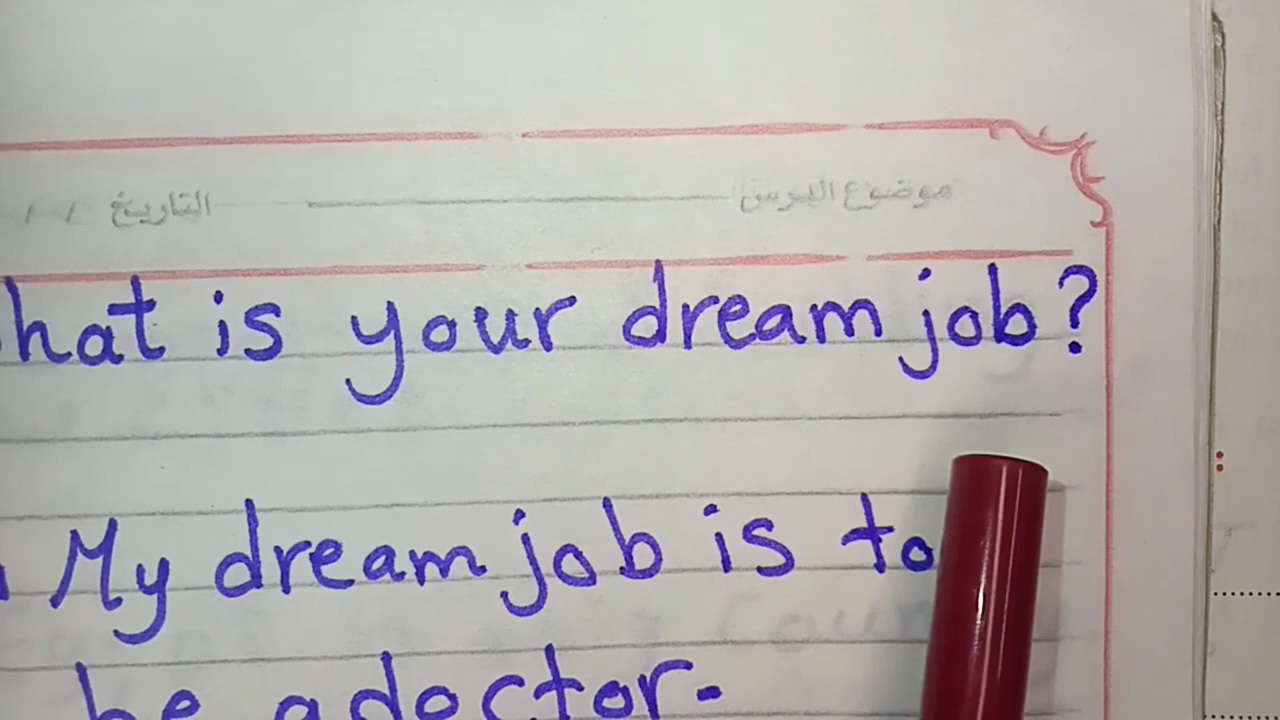 موضوع الدرس التاريخ / /
hat is your dream job?
My dream job is to
be a doctor.